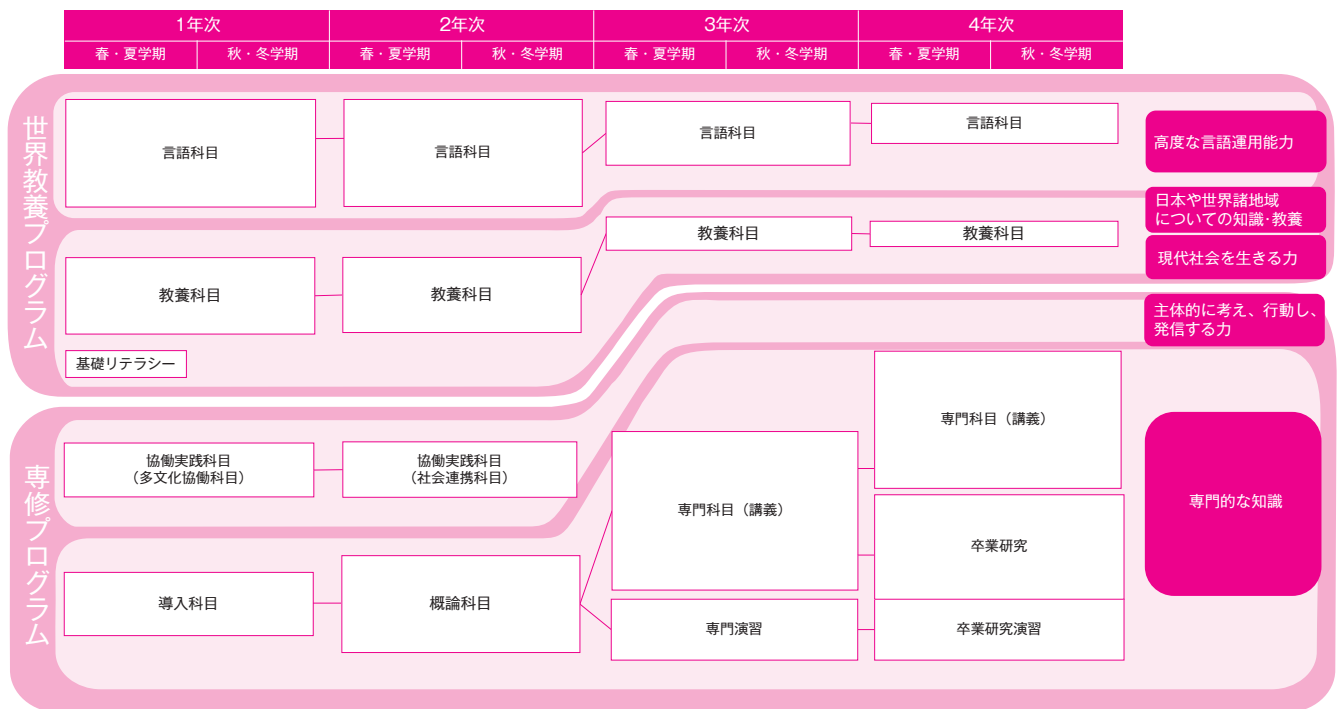 1年次
2年次
3年次
4年次
春・夏学期
秋・冬学期
春・夏学期
秋・冬学期
春・夏学期
秋・冬学期
春・夏学期
秋・冬学期
世界教養プログラム
言語科目
言語科目
言語科目
言語科目
高度な言語運用能力
教養科目
教養科目
教養科目
教養科目
日本や世界諸地域
についての知識・教養
現代社会を生きる力
基礎リテラシー
専修プログラム
協働実践科目
（多文化協働科目）
協働実践科目
（社会連携科目）
主体的に考え、行動し、
発信する力
導入科目
概論科目
専門科目（講義）
専門演習
専門科目（講義）
卒業研究
卒業研究演習
専門的な知識